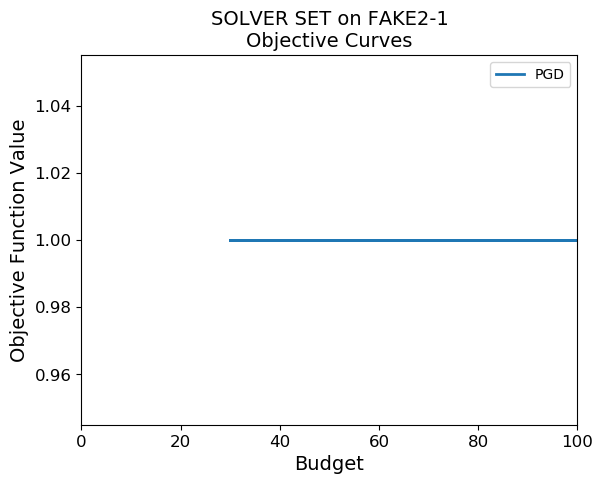 SOLVER SET on FAKE2-1
Objective Curves
PGD
Objective Function Value
1.04
1.02
1.00
0.98
0.96
0 20 40 60 80 100
Budget